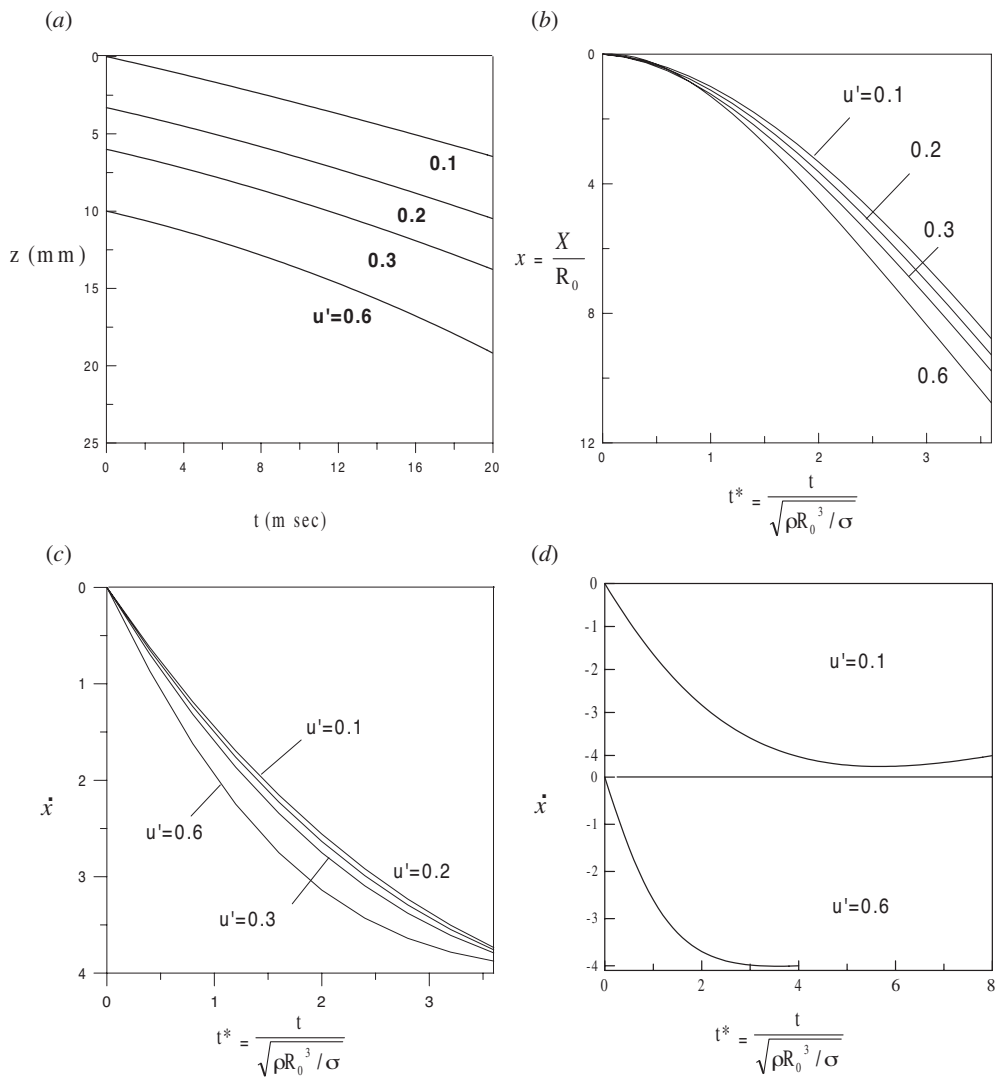 (a)
0
5
10
15
20
25
z (mm)
0.1
0.2
0.3
u'=0.6
0 4 8 12 16 20
t (m sec)
(b)
0
4
8
12
x = X / R₀
u'=0.1
0.2
0.3
0.6
0 1 2 3
t* = t / √ρR₀³ / σ
(c)
0
1
2
3
4
ẋ
u'=0.1
u'=0.6
u'=0.2
u'=0.3
0 1 2 3
t* = t / √ρR₀³ / σ
(d)
0
-1
-2
-3
-4
0
-1
-3
-4
ẋ
u'=0.1
u'=0.6
0 2 4 6 8
t* = t / √ρR₀³ / σ